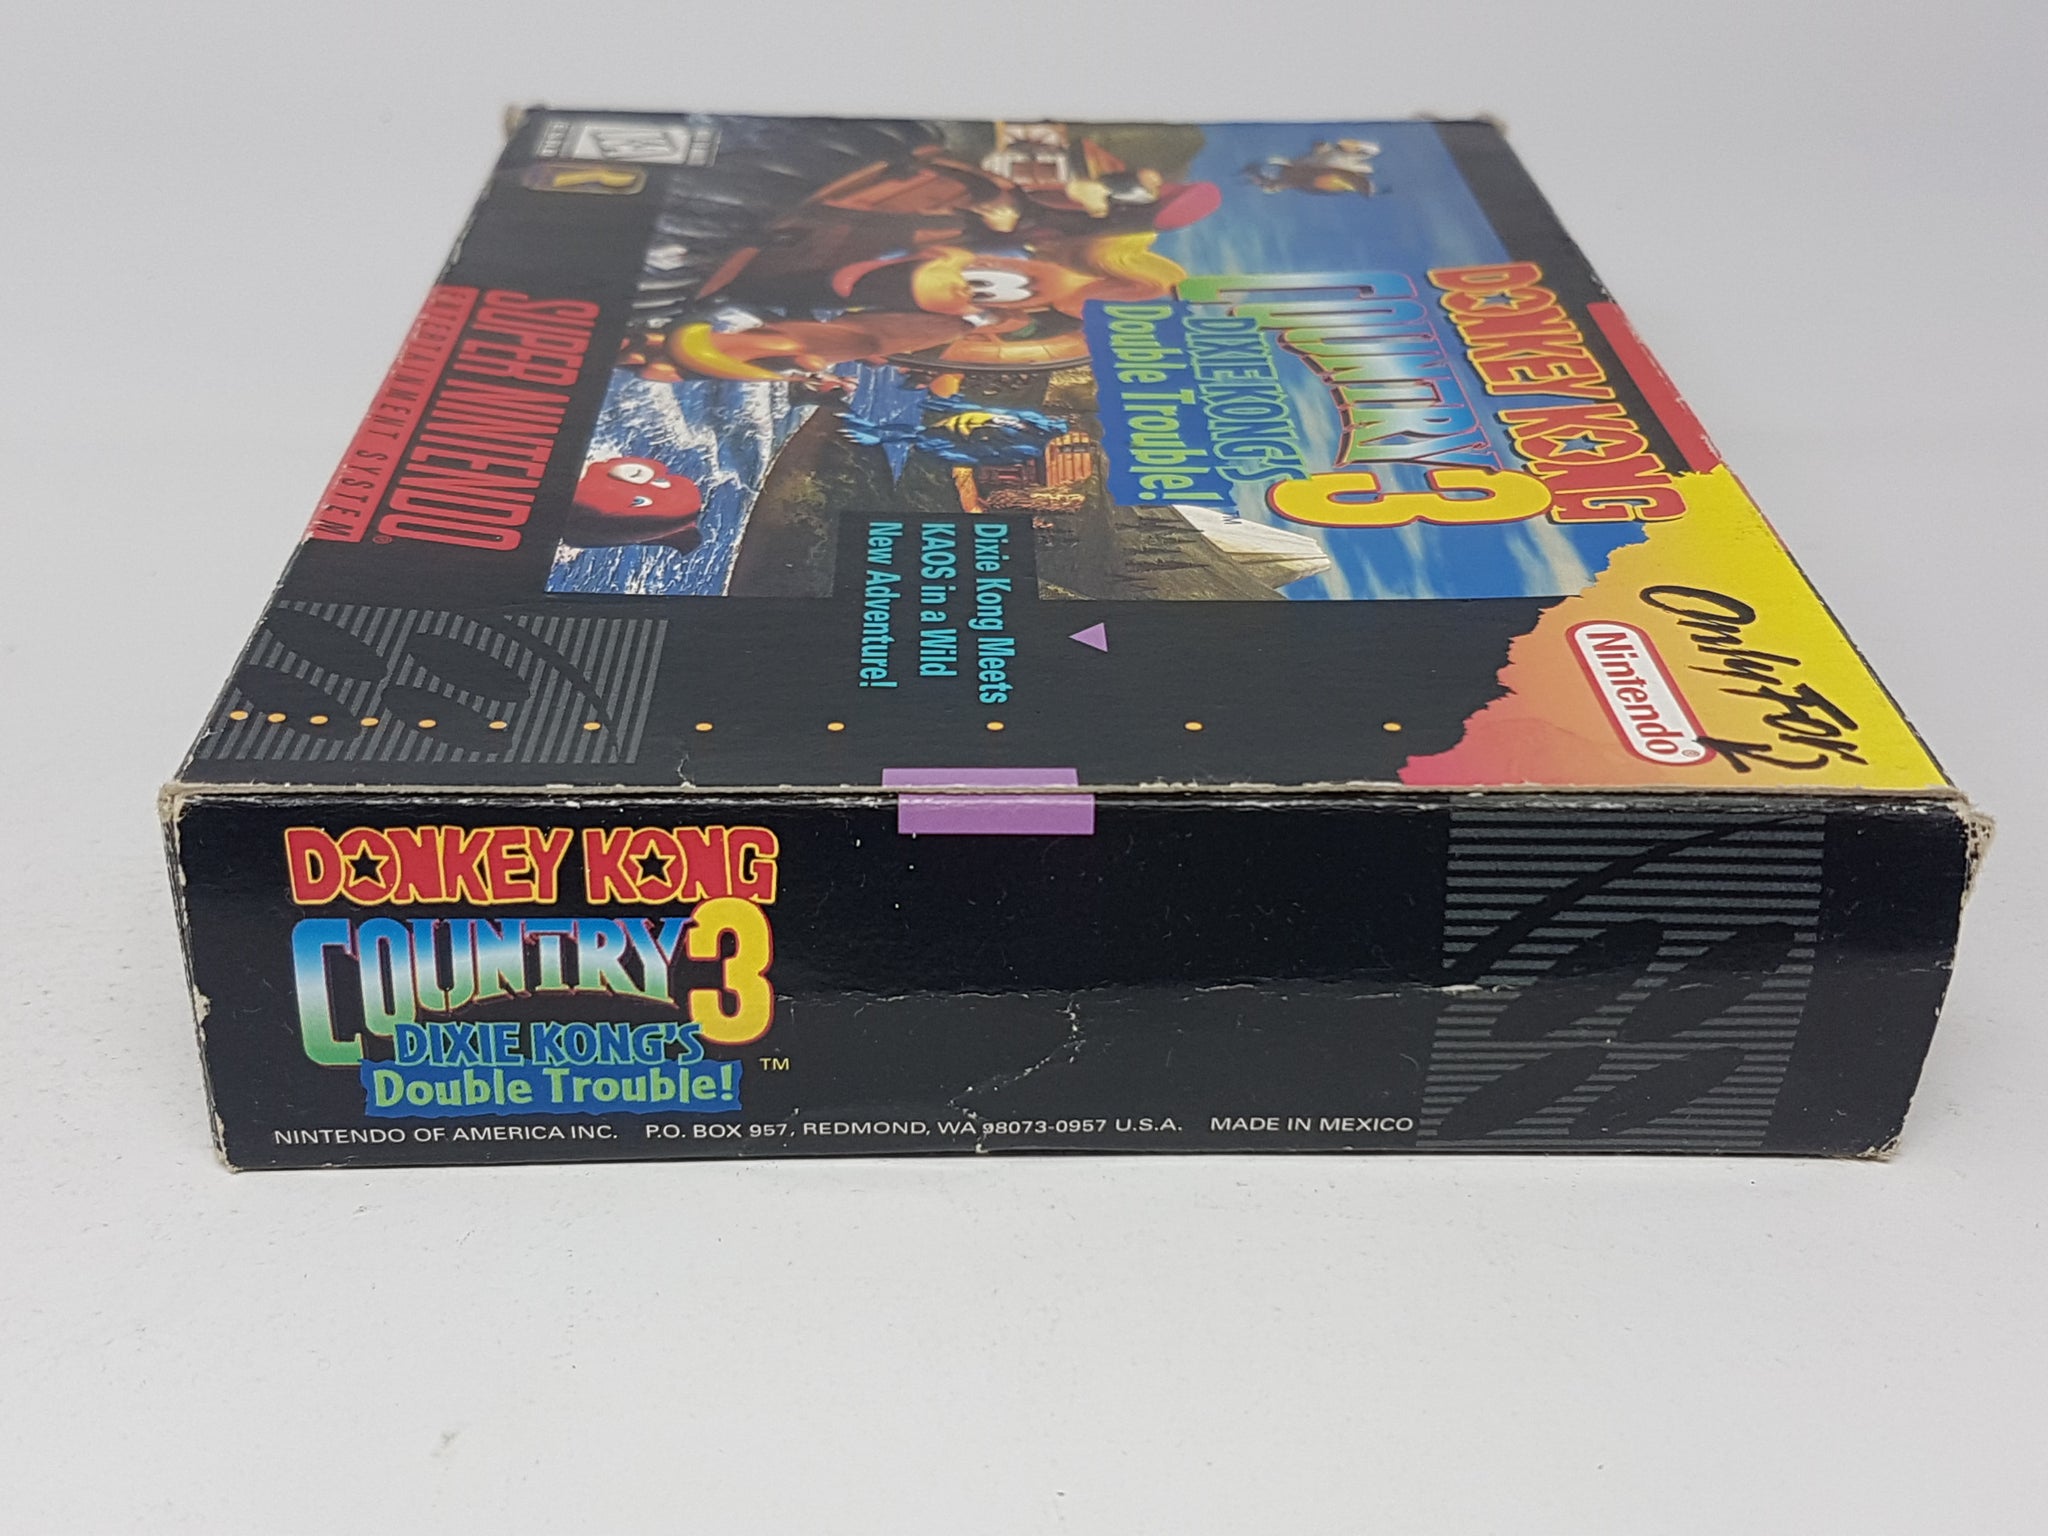 DONKEY KONG
COUNTRY 3
DIXIE KONG'S
Double Trouble! ™
Dixie Kong Meets
KAOS in a Wild
New Adventure!
Only For
Nintendo®
SUPER NINTENDO®
ENTERTAINMENT SYSTEM
DONKEY KONG
COUNTRY 3
DIXIE KONG'S
Double Trouble! ™
NINTENDO OF AMERICA INC. P.O. BOX 957, REDMOND, WA 98073-0957 U.S.A. MADE IN MEXICO